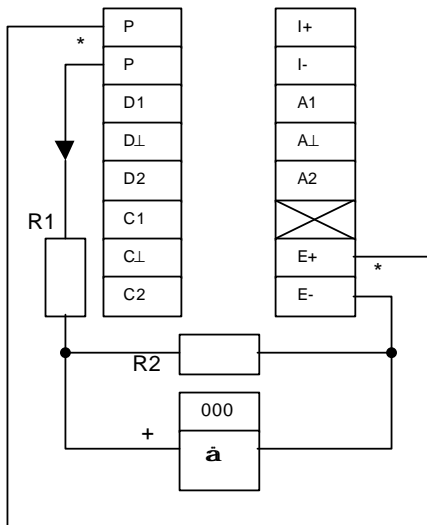 P I+
*
P I-
D1 A1
D⊥ A⊥
D2 A2
R1 C1
C⊥ E+
*
C2 E-
R2
000
+